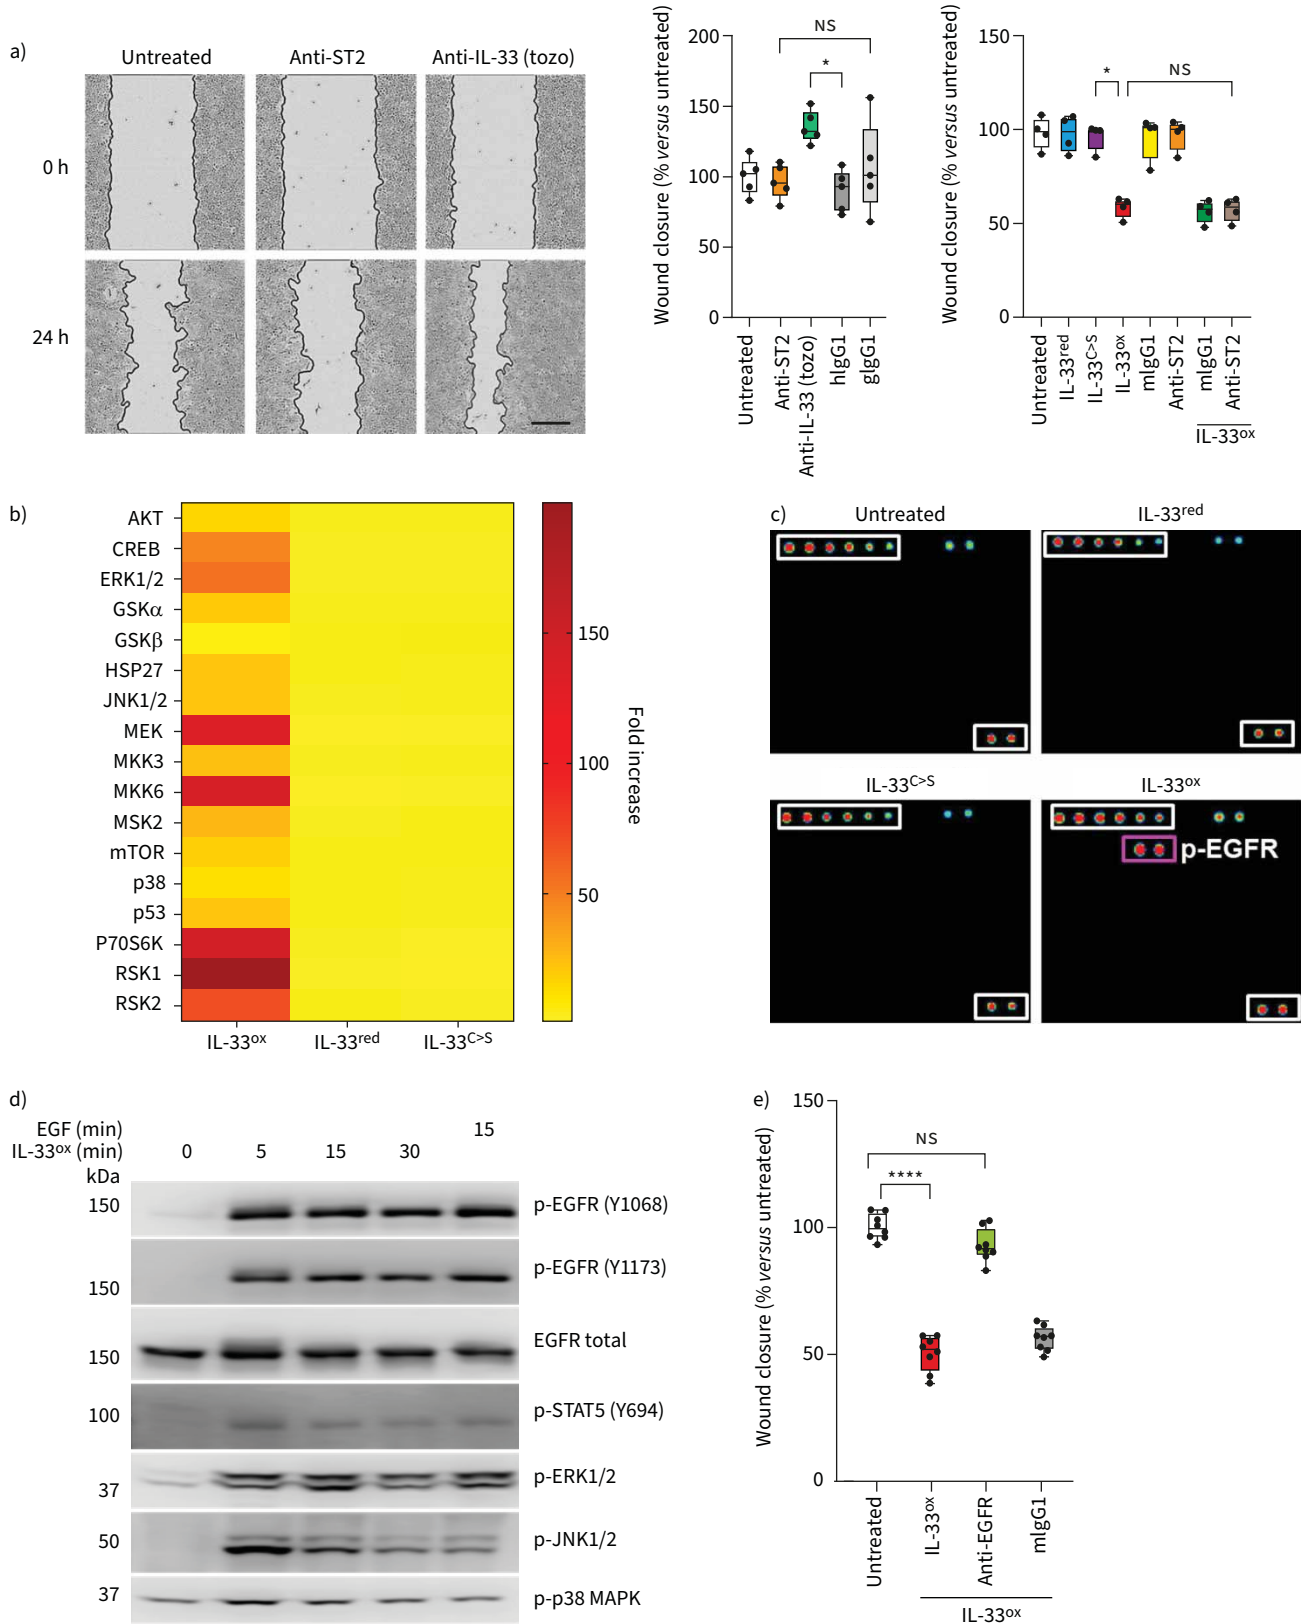 a)
Untreated
Anti-ST2
Anti-IL-33 (tozo)
0 h
24 h
Wound closure (% versus untreated)
200
150
100
50
0
NS
*
Untreated
Anti-ST2
Anti-IL-33 (tozo)
hIgG1
gIgG1
Wound closure (% versus untreated)
150
100
50
0
*
NS
Untreated
IL-33red
IL-33C>S
IL-33ox
mIgG1
Anti-ST2
mIgG1
Anti-ST2
IL-33ox
b)
AKT
CREB
ERK1/2
GSKα
GSKβ
HSP27
JNK1/2
MEK
MKK3
MKK6
MSK2
mTOR
p38
p53
P70S6K
RSK1
RSK2
IL-33ox
IL-33red
IL-33C>S
150
100
50
Fold increase
c)
Untreated
IL-33red
IL-33C>S
IL-33ox
p-EGFR
d)
EGF (min) 15
IL-33ox (min) 0 5 15 30
kDa
150
p-EGFR (Y1068)
150
p-EGFR (Y1173)
150
EGFR total
100
p-STAT5 (Y694)
37
p-ERK1/2
50
p-JNK1/2
37
p-p38 MAPK
e)
Wound closure (% versus untreated)
150
100
50
0
NS
****
Untreated
IL-33ox
Anti-EGFR
mIgG1
IL-33ox